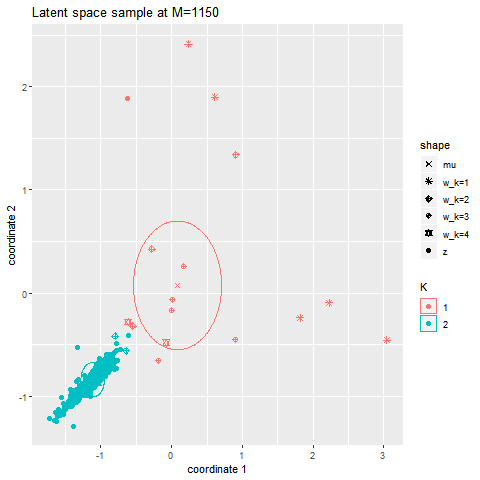 Latent space sample at M=1150
2
1
0
-1
-1
0
1
2
3
coordinate 1
coordinate 2
shape
mu
w_k=1
w_k=2
w_k=3
w_k=4
z
K
1
2